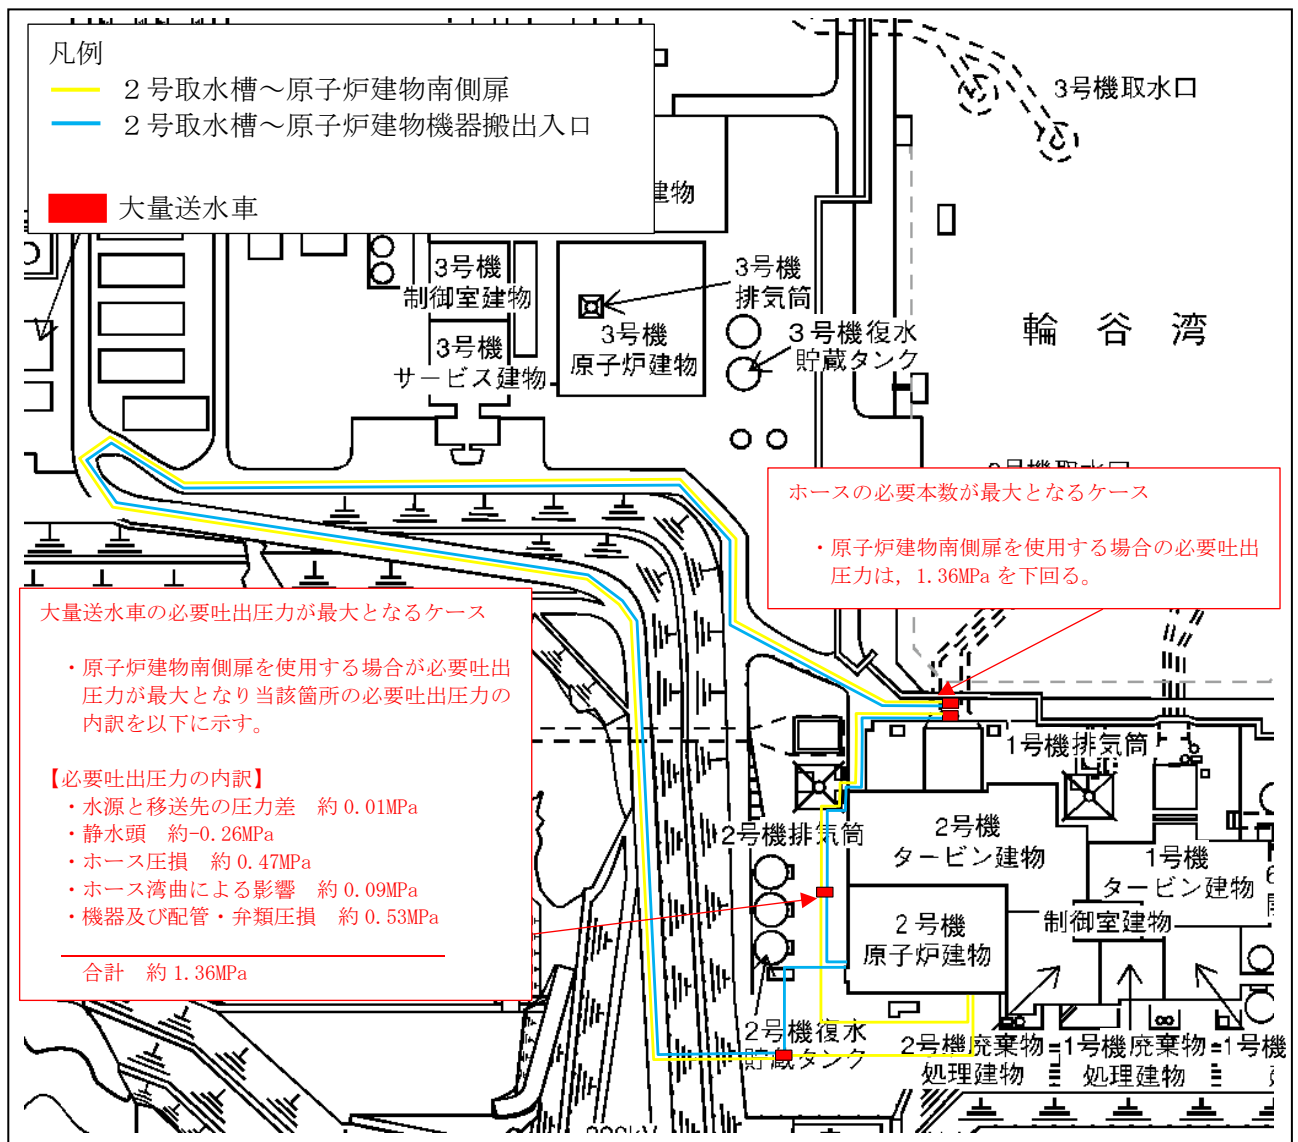 凡例
２号取水槽～原子炉建物南側扉
２号取水槽～原子炉建物機器搬出入口
大量送水車
建物
3号機取水口
3号機
制御室建物
3号機
サービス建物
3号機
原子炉建物
3号機
排気筒
3号機復水
貯蔵タンク
輪谷湾
ホースの必要本数が最大となるケース
・原子炉建物南側扉を使用する場合の必要吐出
圧力は，1.36MPa を下回る。
大量送水車の必要吐出圧力が最大となるケース
・原子炉建物南側扉を使用する場合が必要吐出
圧力が最大となり当該箇所の必要吐出圧力の
内訳を以下に示す。
【必要吐出圧力の内訳】
・水源と移送先の圧力差　約 0.01MPa
・静水頭　約-0.26MPa
・ホース圧損　約 0.47MPa
・ホース湾曲による影響　約 0.09MPa
・機器及び配管・弁類圧損　約 0.53MPa
合計　約 1.36MPa
1号機排気筒
2号機排気筒
2号機
タービン建物
1号機
タービン建物
制御室建物
２号機
原子炉建物
2号機復水
貯蔵タンク
2号機廃棄物
処理建物
1号機廃棄物
処理建物
1号機